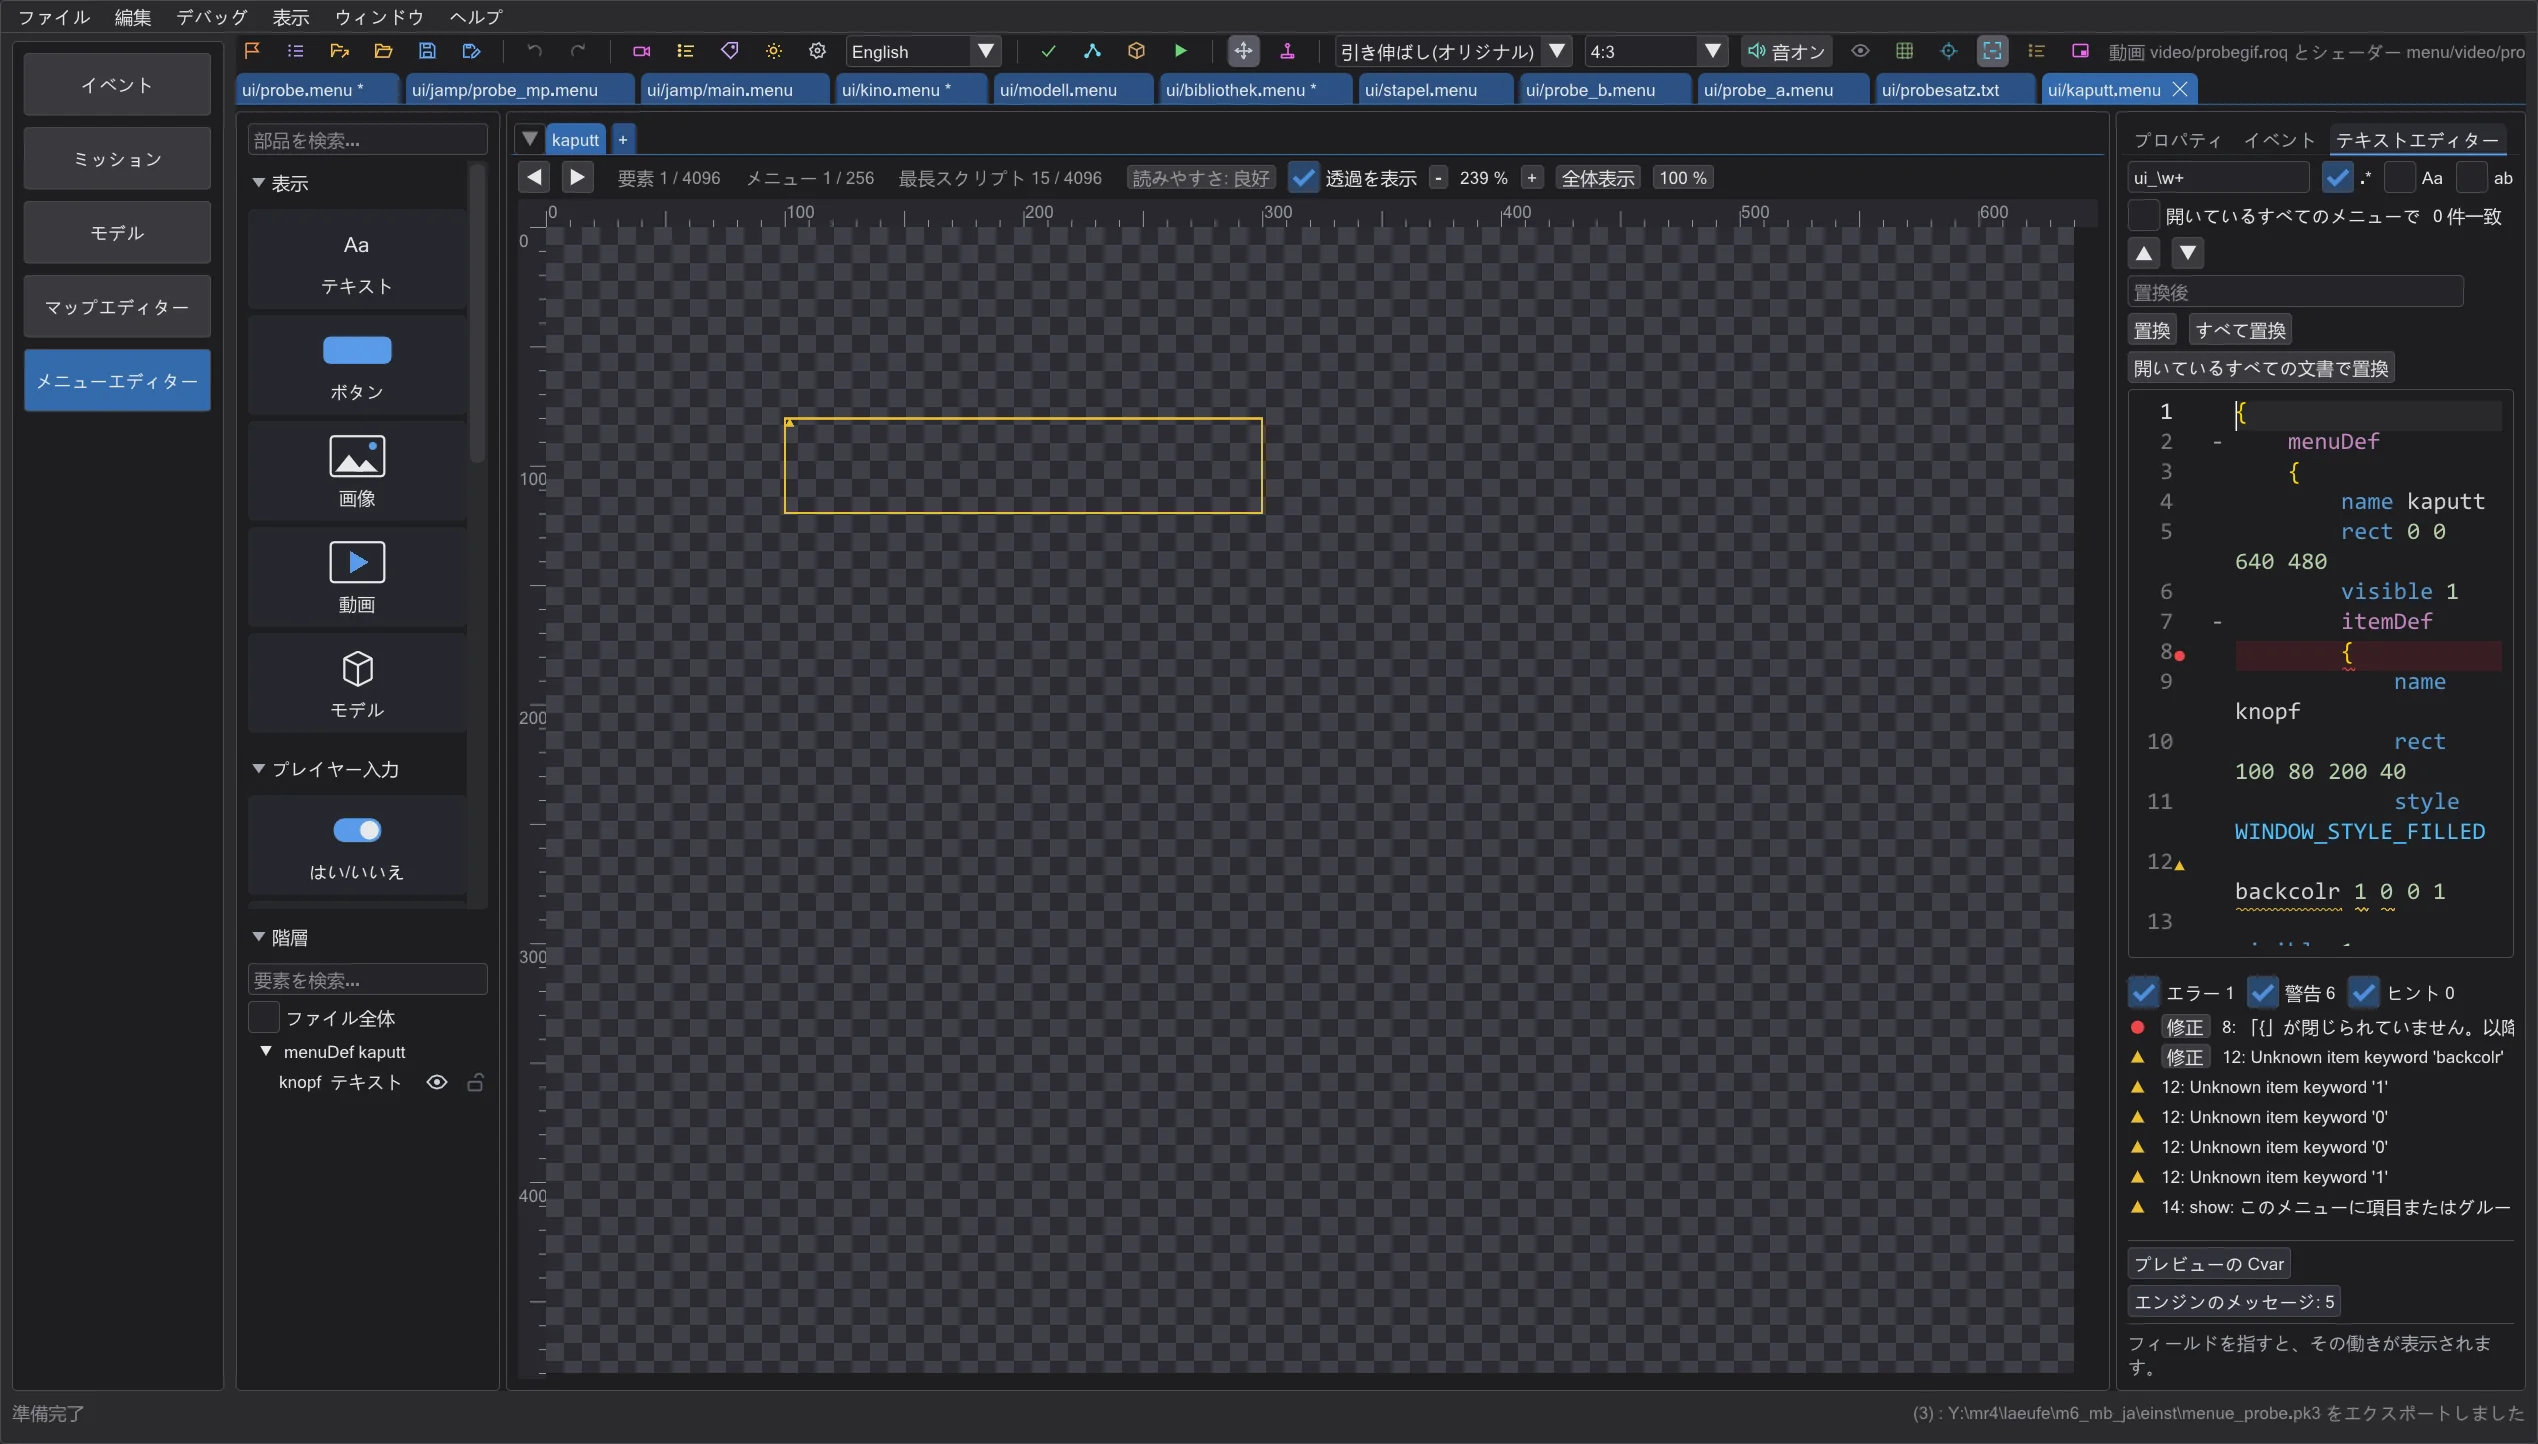 ファイル 編集 デバッグ 表示 ウィンドウ ヘルプ
English
引き伸ばし(オリジナル)
4:3
音オン
動画 video/probegif.roq とシェーダー menu/video/pro
ui/probe.menu *
ui/jamp/probe_mp.menu
ui/jamp/main.menu
ui/kino.menu *
ui/modell.menu
ui/bibliothek.menu *
ui/stapel.menu
ui/probe_b.menu
ui/probe_a.menu
ui/probesatz.txt
ui/kaputt.menu
イベント
ミッション
モデル
マップエディター
メニューエディター
部品を検索...
表示
Aa
テキスト
ボタン
画像
動画
モデル
プレイヤー入力
はい/いいえ
階層
要素を検索...
ファイル全体
menuDef kaputt
knopf テキスト
kaputt
+
要素 1 / 4096
メニュー 1 / 256
最長スクリプト 15 / 4096
読みやすさ: 良好
透過を表示
- 239 % +
全体表示
100 %
0 100 200 300 400 500 600
0
100
200
300
400
プロパティ イベント テキストエディター
ui_\w+
.* Aa ab
開いているすべてのメニューで 0 件一致
置換後
置換 すべて置換
開いているすべての文書で置換
1 {
2 - menuDef
3 {
4 name kaputt
5 rect 0 0
640 480
6 visible 1
7 - itemDef
8 {
9 name
knopf
10 rect
100 80 200 40
11 style
WINDOW_STYLE_FILLED
12
backcolr 1 0 0 1
13
エラー 1 警告 6 ヒント 0
修正 8: 「{」が閉じられていません。以降
修正 12: Unknown item keyword 'backcolr'
12: Unknown item keyword '1'
12: Unknown item keyword '0'
12: Unknown item keyword '0'
12: Unknown item keyword '1'
14: show: このメニューに項目またはグルー
プレビューの Cvar
エンジンのメッセージ: 5
フィールドを指すと、その働きが表示されま
す。
準備完了
(3) : Y:\mr4\laeufe\m6_mb_ja\einst\menue_probe.pk3 をエクスポートしました